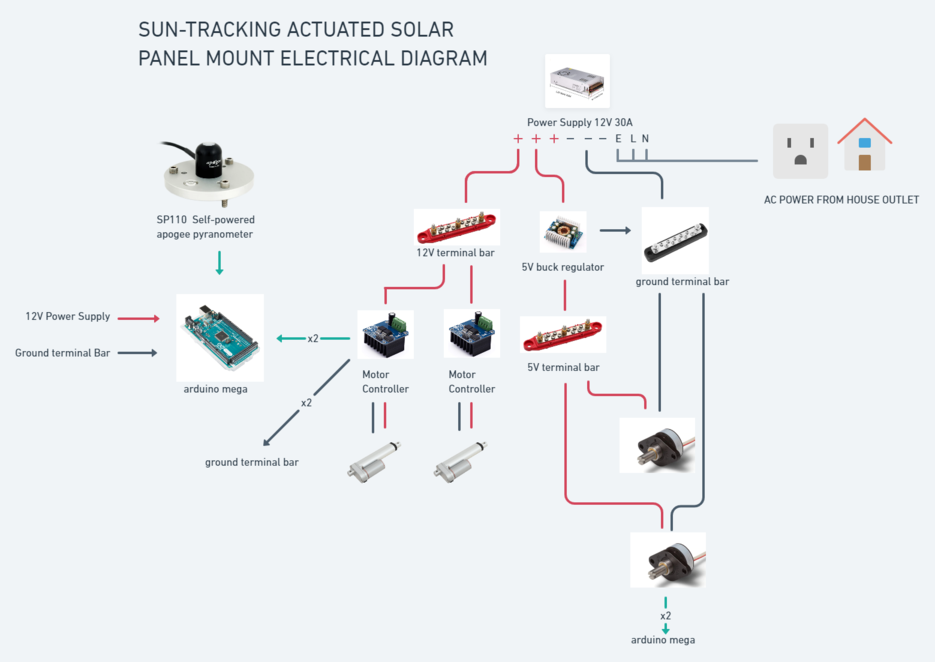 SUN-TRACKING ACTUATED SOLAR
PANEL MOUNT ELECTRICAL DIAGRAM
Power Supply 12V 30A
+ + + − − − E L N
AC POWER FROM HOUSE OUTLET
SP110 Self-powered
apogee pyranometer
12V terminal bar
5V buck regulator
ground terminal bar
12V Power Supply
Ground terminal Bar
arduino mega
x2
Motor
Controller
Motor
Controller
5V terminal bar
x2
ground terminal bar
x2
arduino mega